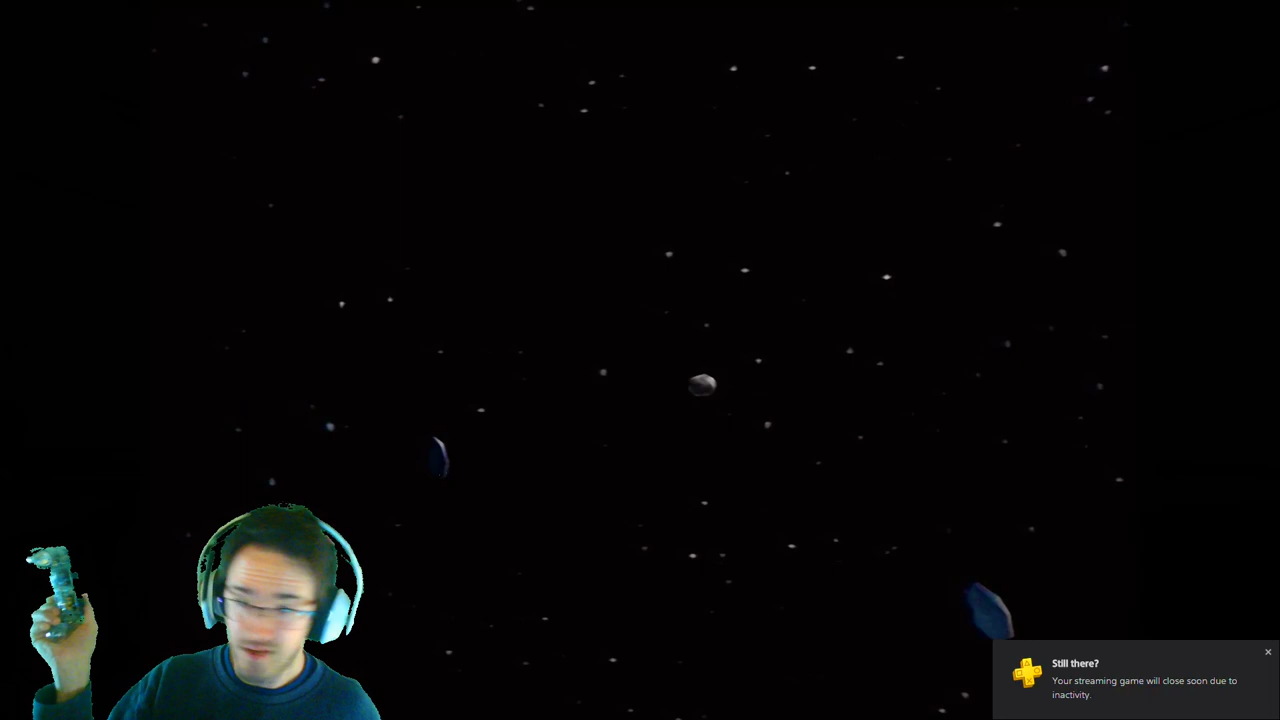 Still there?
Your streaming game will close soon due to
inactivity.